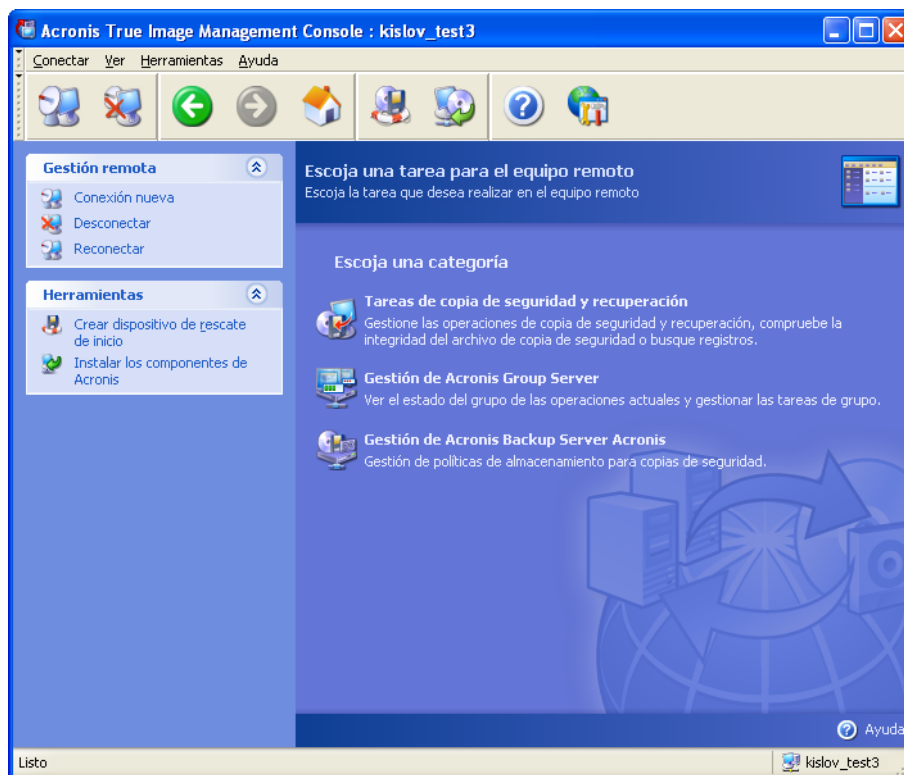 Acronis True Image Management Console : kislov_test3
Conectar Ver Herramientas Ayuda
Gestión remota
Conexión nueva
Desconectar
Reconectar
Herramientas
Crear dispositivo de rescate
de inicio
Instalar los componentes de
Acronis
Escoja una tarea para el equipo remoto
Escoja la tarea que desea realizar en el equipo remoto
Escoja una categoría
Tareas de copia de seguridad y recuperación
Gestione las operaciones de copia de seguridad y recuperación, compruebe la
integridad del archivo de copia de seguridad o busque registros.
Gestión de Acronis Group Server
Ver el estado del grupo de las operaciones actuales y gestionar las tareas de grupo.
Gestión de Acronis Backup Server Acronis
Gestión de políticas de almacenamiento para copias de seguridad.
Ayuda
Listo
kislov_test3